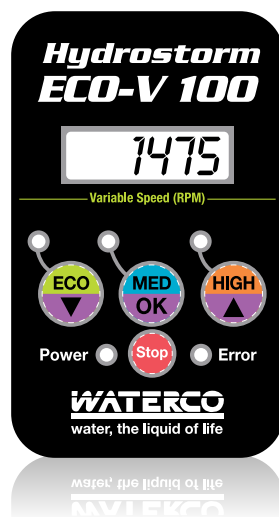 Hydrostorm
ECO-V 100
1475
Variable Speed (RPM)
ECO MED HIGH
OK
Power Stop Error
WATERCO
water, the liquid of life